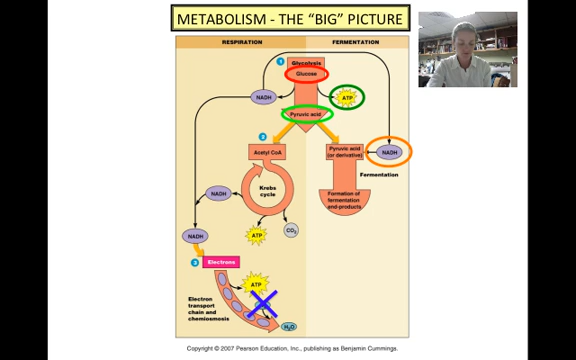 METABOLISM - THE "BIG" PICTURE
RESPIRATION
FERMENTATION
1
Glycolysis
Glucose
NADH
ATP
Pyruvic acid
2
Acetyl CoA
Pyruvic acid
(or derivative)
NADH
Fermentation
Krebs
cycle
NADH
Formation of
fermentation
end-products
ATP
CO2
NADH
3
Electrons
ATP
Electron
transport
chain and
chemiosmosis
H2O
Copyright © 2007 Pearson Education, Inc., publishing as Benjamin Cummings.